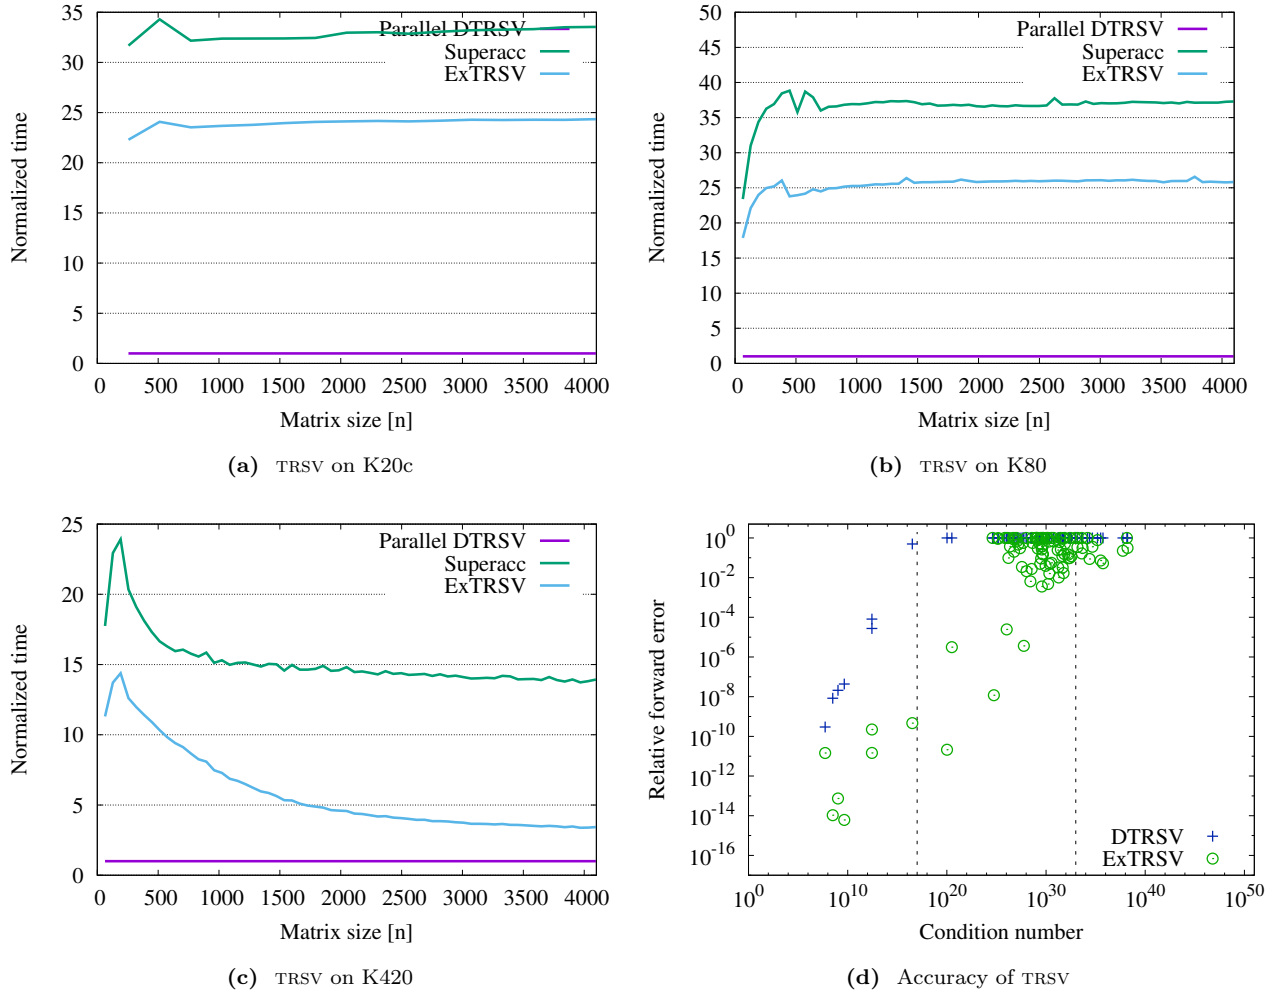 Normalized time
35
30
25
20
15
10
5
0
Parallel DTRSV
Superacc
ExTRSV
0 500 1000 1500 2000 2500 3000 3500 4000
Matrix size [n]
(a) TRSV on K20c
Normalized time
50
45
40
35
30
25
20
15
10
5
0
Parallel DTRSV
Superacc
ExTRSV
0 500 1000 1500 2000 2500 3000 3500 4000
Matrix size [n]
(b) TRSV on K80
Normalized time
25
20
15
10
5
0
Parallel DTRSV
Superacc
ExTRSV
0 500 1000 1500 2000 2500 3000 3500 4000
Matrix size [n]
(c) TRSV on K420
Relative forward error
10^0
10^-2
10^-4
10^-6
10^-8
10^-10
10^-12
10^-14
10^-16
DTRSV
ExTRSV
10^0 10^10 10^20 10^30 10^40 10^50
Condition number
(d) Accuracy of TRSV